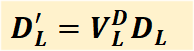 D'_L = V_L^D D_L